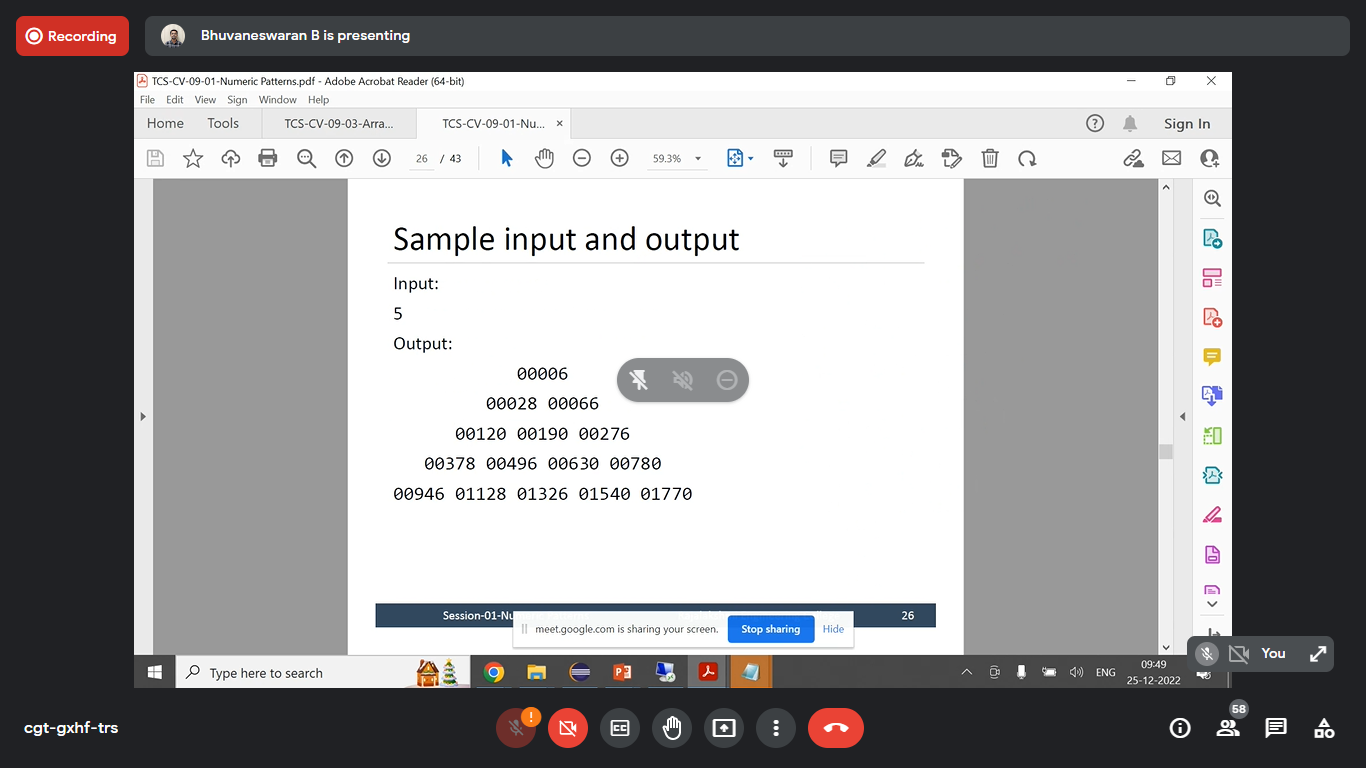 Recording
Bhuvaneswaran B is presenting
TCS-CV-09-01-Numeric Patterns.pdf - Adobe Acrobat Reader (64-bit)
File Edit View Sign Window Help
Home Tools TCS-CV-09-03-Arra... TCS-CV-09-01-Nu... × Sign In
26 / 43 59.3%
Sample input and output
Input:
5
Output:
00006
00028 00066
00120 00190 00276
00378 00496 00630 00780
00946 01128 01326 01540 01770
Session-01-Nu 26
meet.google.com is sharing your screen. Stop sharing Hide
You
Type here to search
ENG
09:49
25-12-2022
cgt-gxhf-trs
58